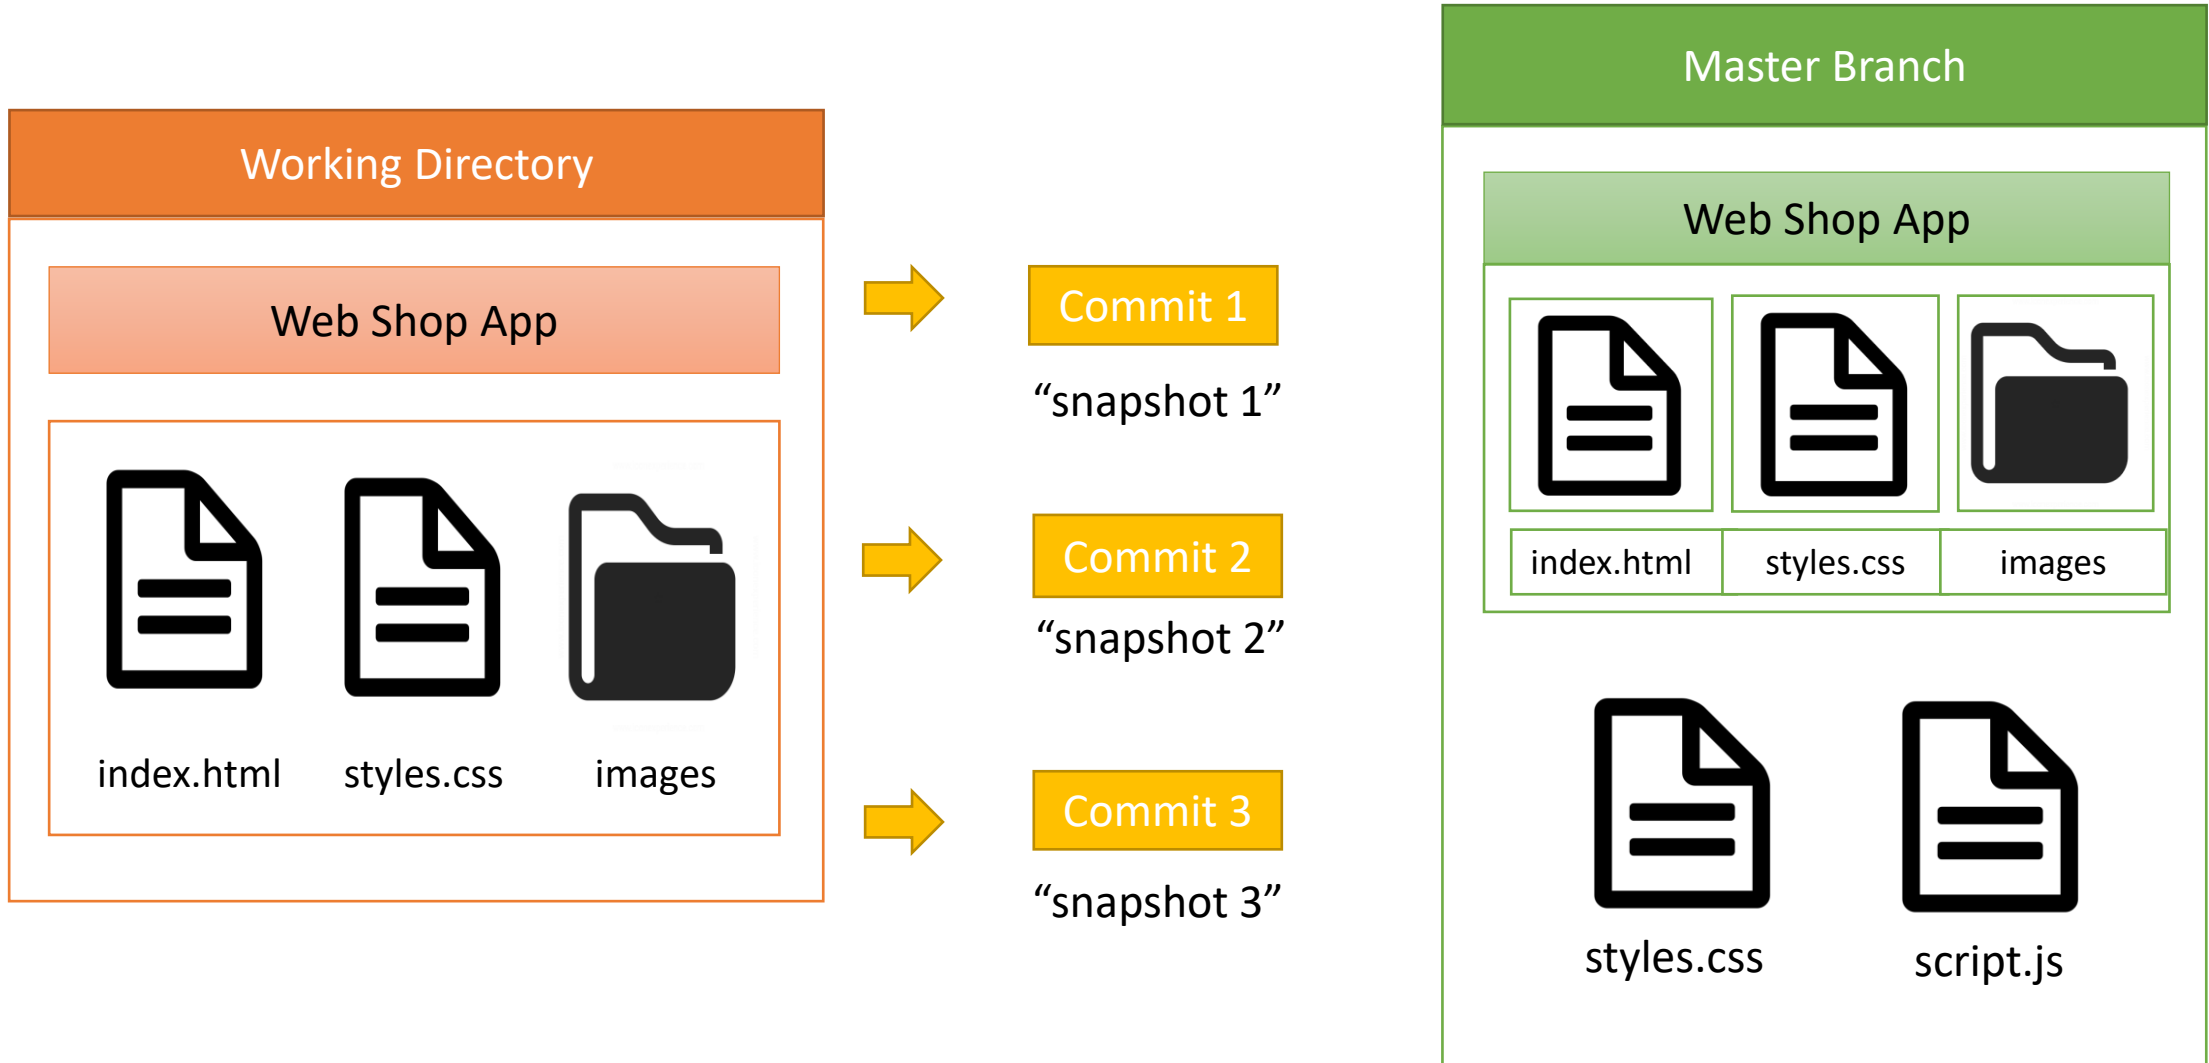 Working Directory
Web Shop App
index.html styles.css images
Commit 1
“snapshot 1”
Commit 2
“snapshot 2”
Commit 3
“snapshot 3”
Master Branch
Web Shop App
index.html styles.css images
styles.css script.js